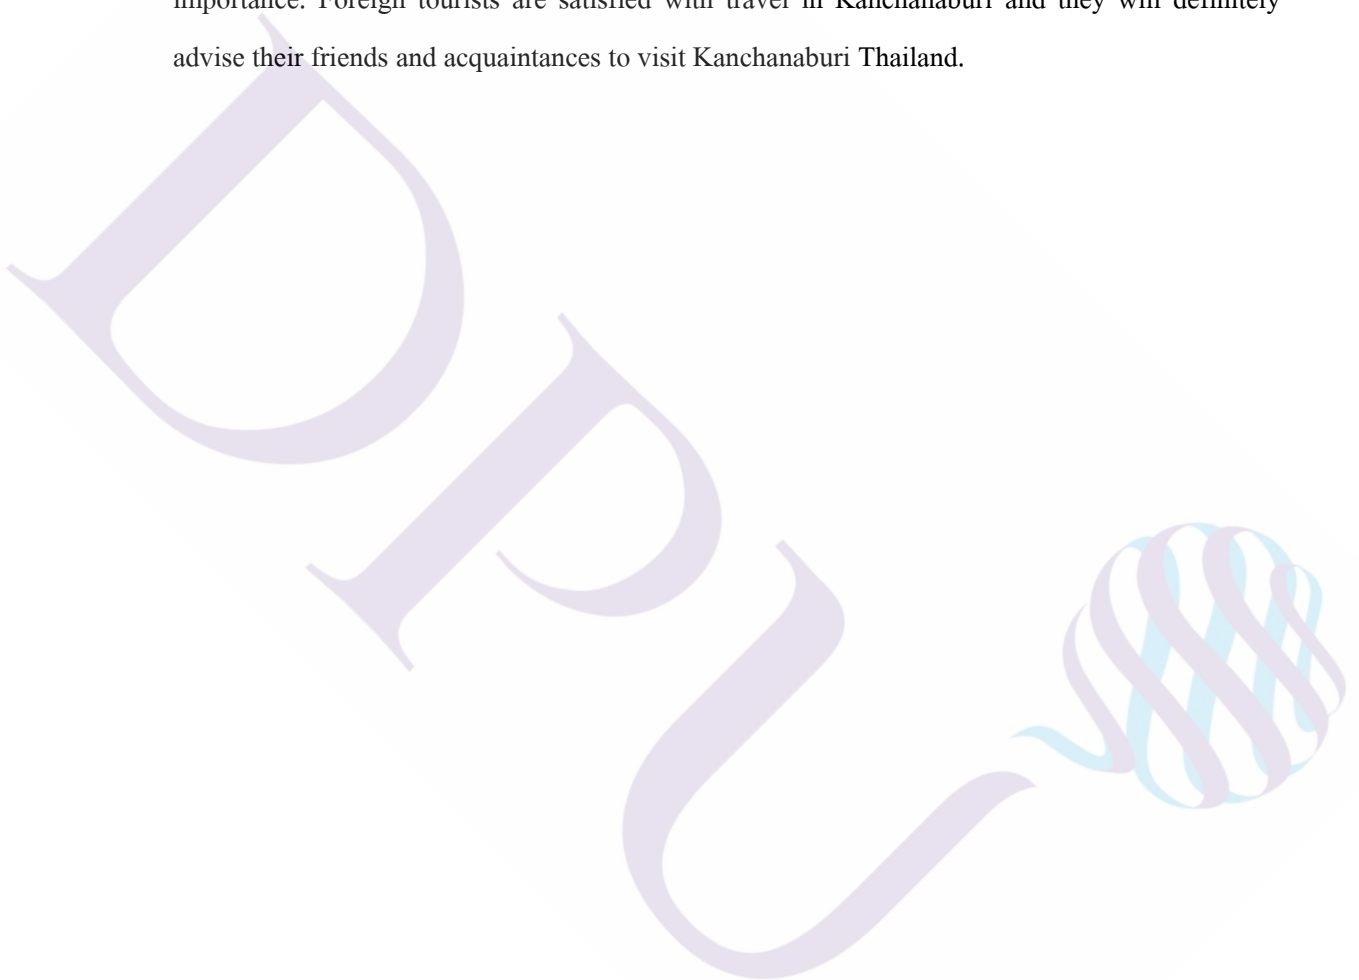 importance. Foreign tourists are satisfied with travel in Kanchanaburi and they will definitely
advise their friends and acquaintances to visit Kanchanaburi Thailand.
DPU